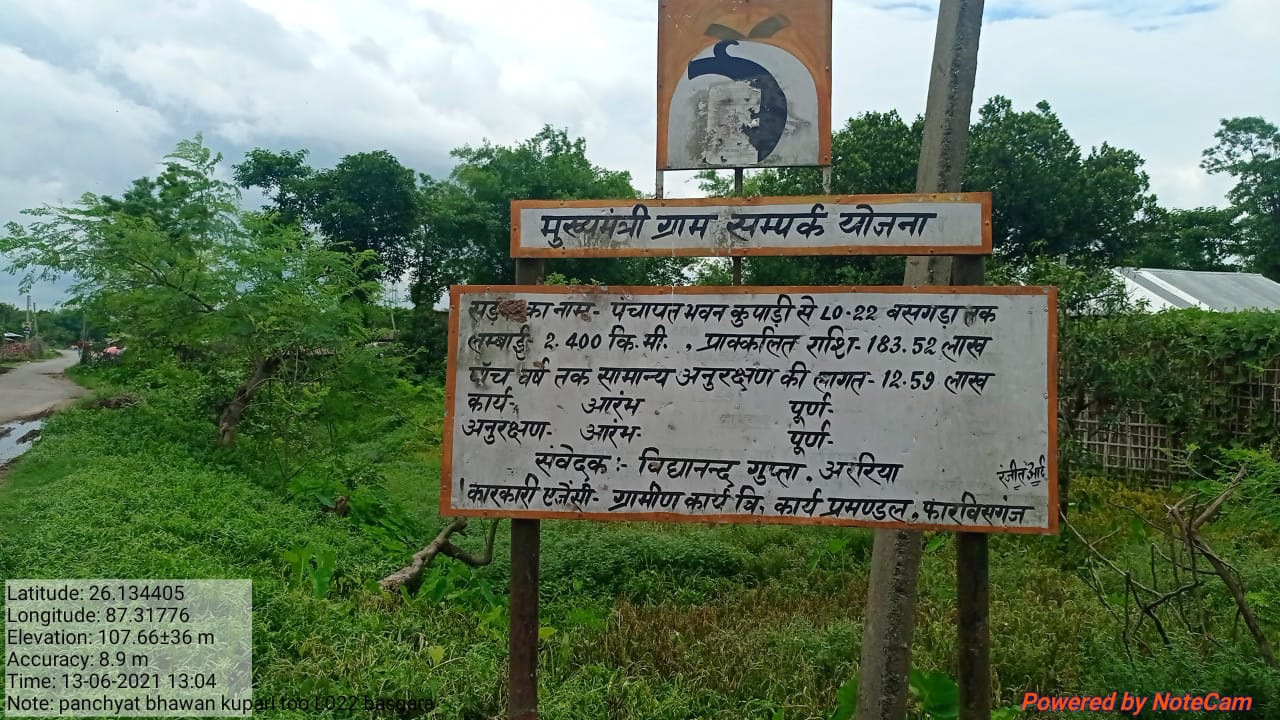 मुख्यमंत्री ग्राम सम्पर्क योजना
सड़क का नाम- पंचायत भवन कुपाड़ी से L0-22 बसगड़ा तक
लम्बाई- 2.400 कि.मी. , प्राक्कलित राशि- 183.52 लाख
पाँच वर्ष तक सामान्य अनुरक्षण की लागत- 12.59 लाख
कार्य- आरंभ पूर्ण-
अनुरक्षण- आरंभ- पूर्ण-
संवेदक :- विद्यानन्द गुप्ता, अररिया
रंजीत आर्ट
कारकारी एजेंसी- ग्रामीण कार्य वि. कार्य प्रमण्डल, फारबिसगंज
Latitude: 26.134405
Longitude: 87.31776
Elevation: 107.66±36 m
Accuracy: 8.9 m
Time: 13-06-2021 13:04
Note: panchyat bhawan kupari too L022 basgara
Powered by NoteCam